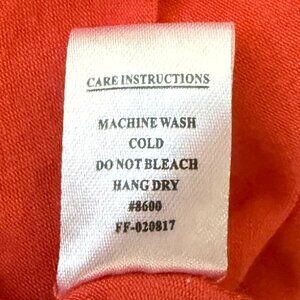 CARE INSTRUCTIONS
MACHINE WASH
COLD
DO NOT BLEACH
HANG DRY
#8600
FF-020817